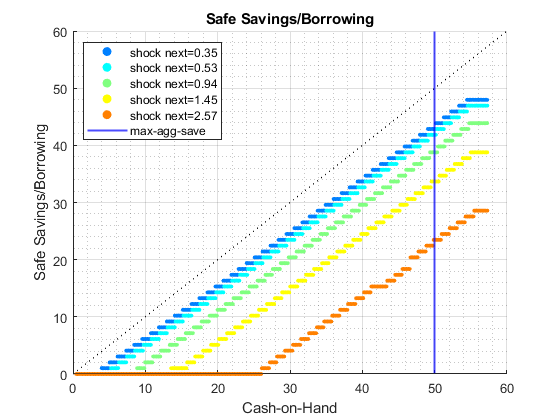 Safe Savings/Borrowing
shock next=0.35
shock next=0.53
shock next=0.94
shock next=1.45
shock next=2.57
max-agg-save
Safe Savings/Borrowing
60
50
40
30
20
10
0
0 10 20 30 40 50 60
Cash-on-Hand